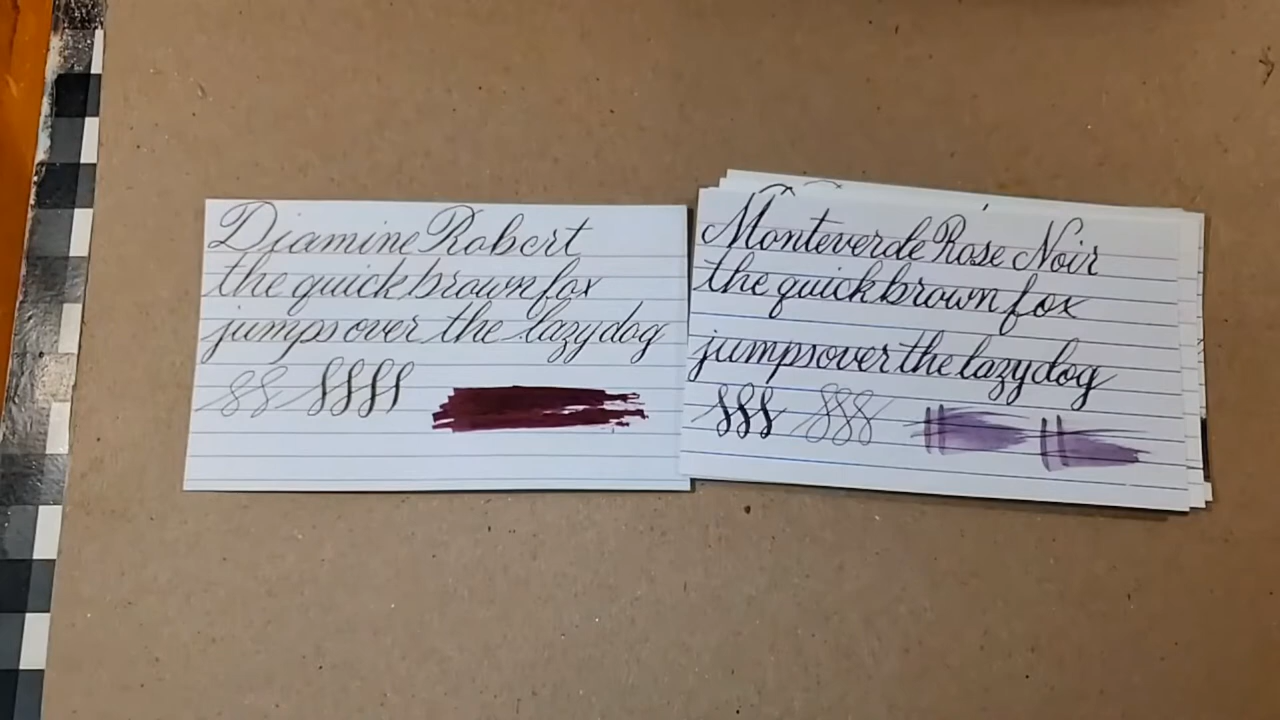 Diamine Robert
the quick brown fox
jumps over the lazy dog
Monteverde Rose Noir
the quick brown fox
jumps over the lazy dog